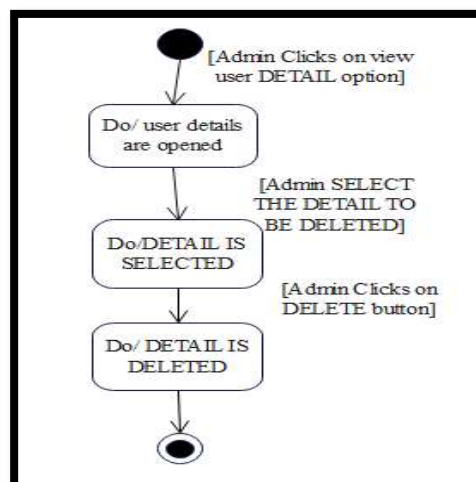 [Admin Clicks on view
user DETAIL option]
Do/ user details
are opened
[Admin SELECT
THE DETAIL TO
BE DELETED]
Do/DETAIL IS
SELECTED
[Admin Clicks on
DELETE button]
Do/ DETAIL IS
DELETED